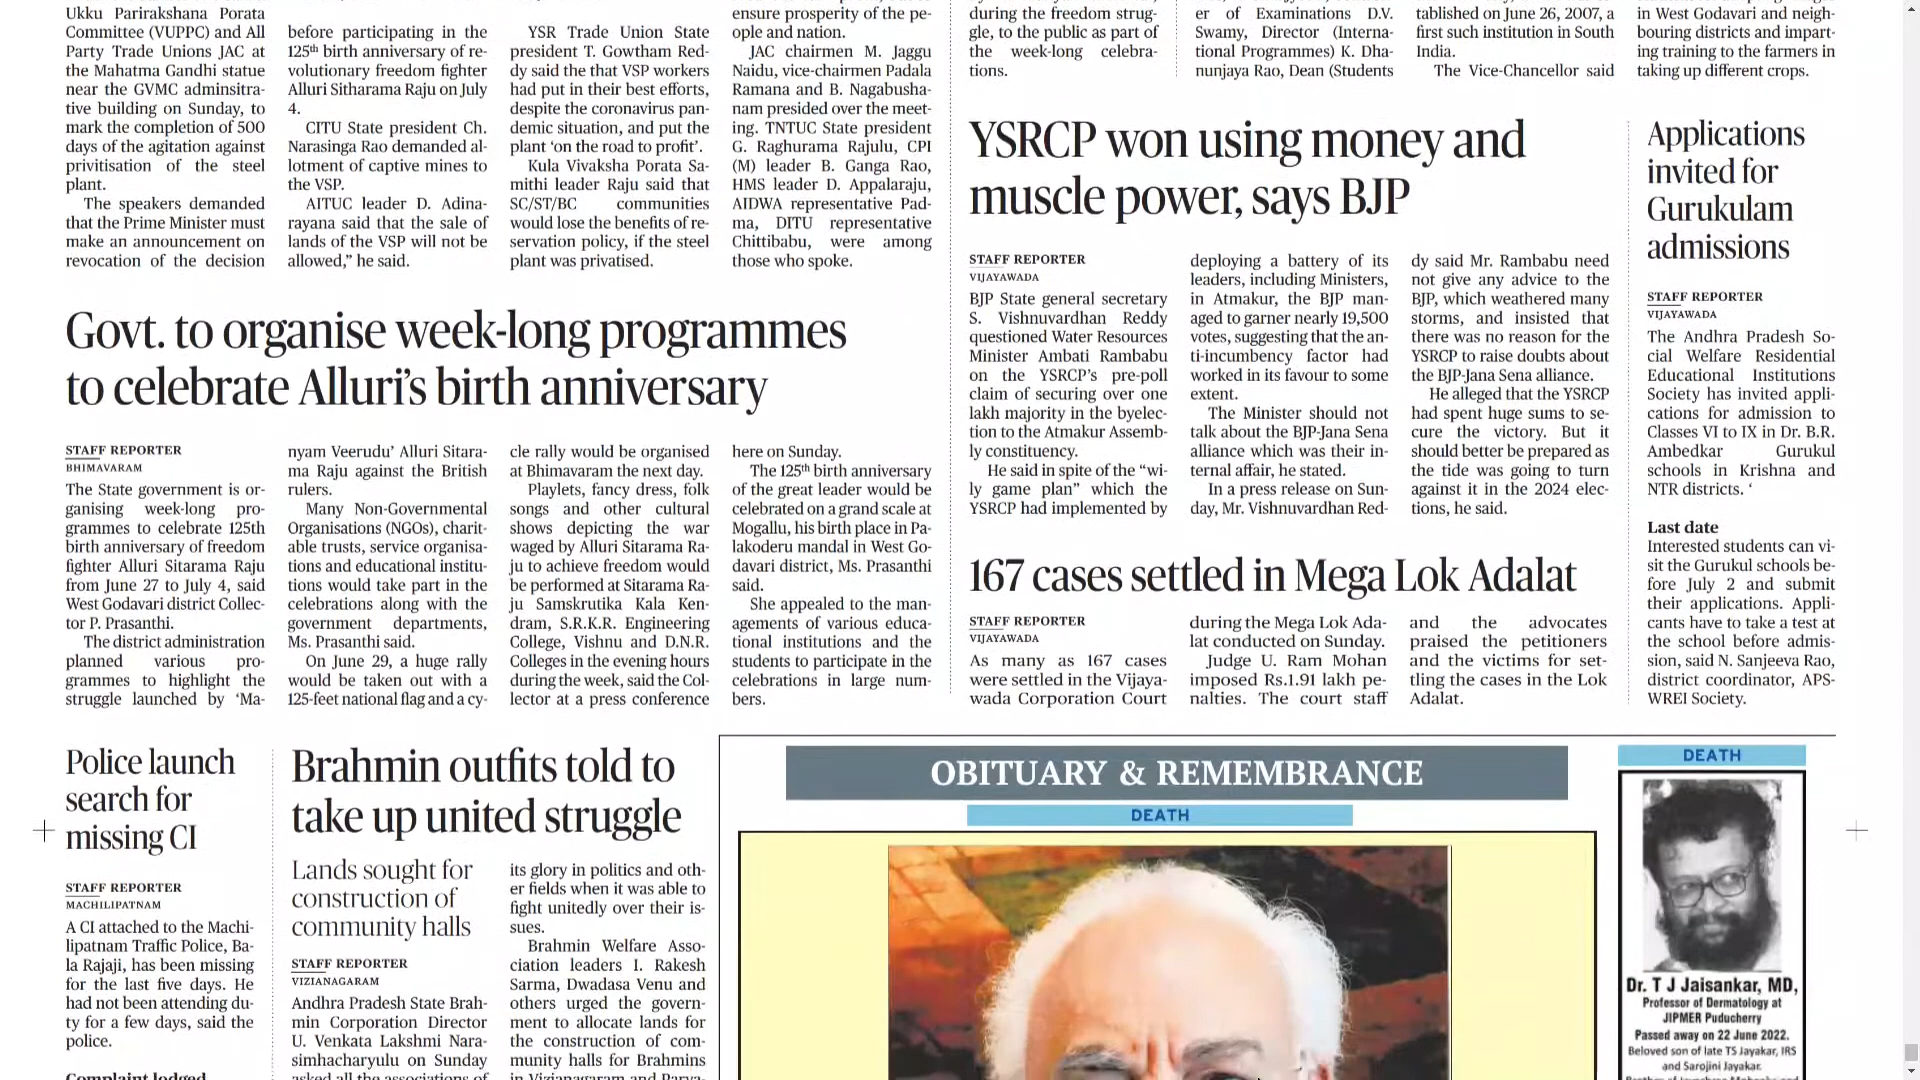 Ukku Parirakshana Porata
Committee (VUPPC) and All
Party Trade Unions JAC at
the Mahatma Gandhi statue
near the GVMC adminsitra-
tive building on Sunday, to
mark the completion of 500
days of the agitation against
privitisation of the steel
plant.
The speakers demanded
that the Prime Minister must
make an announcement on
revocation of the decision
before participating in the
125th birth anniversary of re-
volutionary freedom fighter
Alluri Sitharama Raju on July
4.
CITU State president Ch.
Narasinga Rao demanded al-
lotment of captive mines to
the VSP.
AITUC leader D. Adina-
rayana said that the sale of
lands of the VSP will not be
allowed,” he said.
YSR Trade Union State
president T. Gowtham Red-
dy said the that VSP workers
had put in their best efforts,
despite the coronavirus pan-
demic situation, and put the
plant ‘on the road to profit’.
Kula Vivaksha Porata Sa-
mithi leader Raju said that
SC/ST/BC communities
would lose the benefits of re-
servation policy, if the steel
plant was privatised.
ensure prosperity of the pe-
ople and nation.
JAC chairmen M. Jaggu
Naidu, vice-chairmen Padala
Ramana and B. Nagabusha-
nam presided over the meet-
ing. TNTUC State president
G. Raghurama Rajulu, CPI
(M) leader B. Ganga Rao,
HMS leader D. Appalaraju,
AIDWA representative Pad-
ma, DITU representative
Chittibabu, were among
those who spoke.
during the freedom strug-
gle, to the public as part of
the week-long celebra-
tions.
er of Examinations D.V.
Swamy, Director (Interna-
tional Programmes) K. Dha-
nunjaya Rao, Dean (Students
tablished on June 26, 2007, a
first such institution in South
India.
The Vice-Chancellor said
in West Godavari and neigh-
bouring districts and impart-
ing training to the farmers in
taking up different crops.
Govt. to organise week-long programmes
to celebrate Alluri’s birth anniversary
STAFF REPORTER
BHIMAVARAM
The State government is or-
ganising week-long pro-
grammes to celebrate 125th
birth anniversary of freedom
fighter Alluri Sitarama Raju
from June 27 to July 4, said
West Godavari district Collec-
tor P. Prasanthi.
The district administration
planned various pro-
grammes to highlight the
struggle launched by ‘Ma-
nyam Veerudu’ Alluri Sitara-
ma Raju against the British
rulers.
Many Non-Governmental
Organisations (NGOs), charit-
able trusts, service organisa-
tions and educational institu-
tions would take part in the
celebrations along with the
government departments,
Ms. Prasanthi said.
On June 29, a huge rally
would be taken out with a
125-feet national flag and a cy-
cle rally would be organised
at Bhimavaram the next day.
Playlets, fancy dress, folk
songs and other cultural
shows depicting the war
waged by Alluri Sitarama Ra-
ju to achieve freedom would
be performed at Sitarama Ra-
ju Samskrutika Kala Ken-
dram, S.R.K.R. Engineering
College, Vishnu and D.N.R.
Colleges in the evening hours
during the week, said the Col-
lector at a press conference
here on Sunday.
The 125th birth anniversary
of the great leader would be
celebrated on a grand scale at
Mogallu, his birth place in Pa-
lakoderu mandal in West Go-
davari district, Ms. Prasanthi
said.
She appealed to the man-
agements of various educa-
tional institutions and the
students to participate in the
celebrations in large num-
bers.
YSRCP won using money and
muscle power, says BJP
STAFF REPORTER
VIJAYAWADA
BJP State general secretary
S. Vishnuvardhan Reddy
questioned Water Resources
Minister Ambati Rambabu
on the YSRCP’s pre-poll
claim of securing over one
lakh majority in the byelec-
tion to the Atmakur Assemb-
ly constituency.
He said in spite of the “wi-
ly game plan” which the
YSRCP had implemented by
deploying a battery of its
leaders, including Ministers,
in Atmakur, the BJP man-
aged to garner nearly 19,500
votes, suggesting that the an-
ti-incumbency factor had
worked in its favour to some
extent.
The Minister should not
talk about the BJP-Jana Sena
alliance which was their in-
ternal affair, he stated.
In a press release on Sun-
day, Mr. Vishnuvardhan Red-
dy said Mr. Rambabu need
not give any advice to the
BJP, which weathered many
storms, and insisted that
there was no reason for the
YSRCP to raise doubts about
the BJP-Jana Sena alliance.
He alleged that the YSRCP
had spent huge sums to se-
cure the victory. But it
should better be prepared as
the tide was going to turn
against it in the 2024 elec-
tions, he said.
167 cases settled in Mega Lok Adalat
STAFF REPORTER
VIJAYAWADA
As many as 167 cases
were settled in the Vijaya-
wada Corporation Court
during the Mega Lok Ada-
lat conducted on Sunday.
Judge U. Ram Mohan
imposed Rs.1.91 lakh pe-
nalties. The court staff
and the advocates
praised the petitioners
and the victims for set-
tling the cases in the Lok
Adalat.
Applications
invited for
Gurukulam
admissions
STAFF REPORTER
VIJAYAWADA
The Andhra Pradesh So-
cial Welfare Residential
Educational Institutions
Society has invited appli-
cations for admission to
Classes VI to IX in Dr. B.R.
Ambedkar Gurukul
schools in Krishna and
NTR districts. ‘
Last date
Interested students can vi-
sit the Gurukul schools be-
fore July 2 and submit
their applications. Appli-
cants have to take a test at
the school before admis-
sion, said N. Sanjeeva Rao,
district coordinator, APS-
WREI Society.
Police launch
search for
missing CI
STAFF REPORTER
MACHILIPATNAM
A CI attached to the Machi-
lipatnam Traffic Police, Ba-
la Rajaji, has been missing
for the last five days. He
had not been attending du-
ty for a few days, said the
police.
Complaint lodged
Brahmin outfits told to
take up united struggle
Lands sought for
construction of
community halls
STAFF REPORTER
VIZIANAGARAM
Andhra Pradesh State Brah-
min Corporation Director
U. Venkata Lakshmi Nara-
simhacharyulu on Sunday
asked all the associations of
its glory in politics and oth-
er fields when it was able to
fight unitedly over their is-
sues.
Brahmin Welfare Asso-
ciation leaders I. Rakesh
Sarma, Dwadasa Venu and
others urged the govern-
ment to allocate lands for
the construction of com-
munity halls for Brahmins
in Vizianagaram and Parva-
OBITUARY & REMEMBRANCE
DEATH
DEATH
Dr. T J Jaisankar, MD,
Professor of Dermatology at
JIPMER Puducherry
Passed away on 22 June 2022.
Beloved son of late TS Jayakar, IRS
and Sarojini Jayakar.